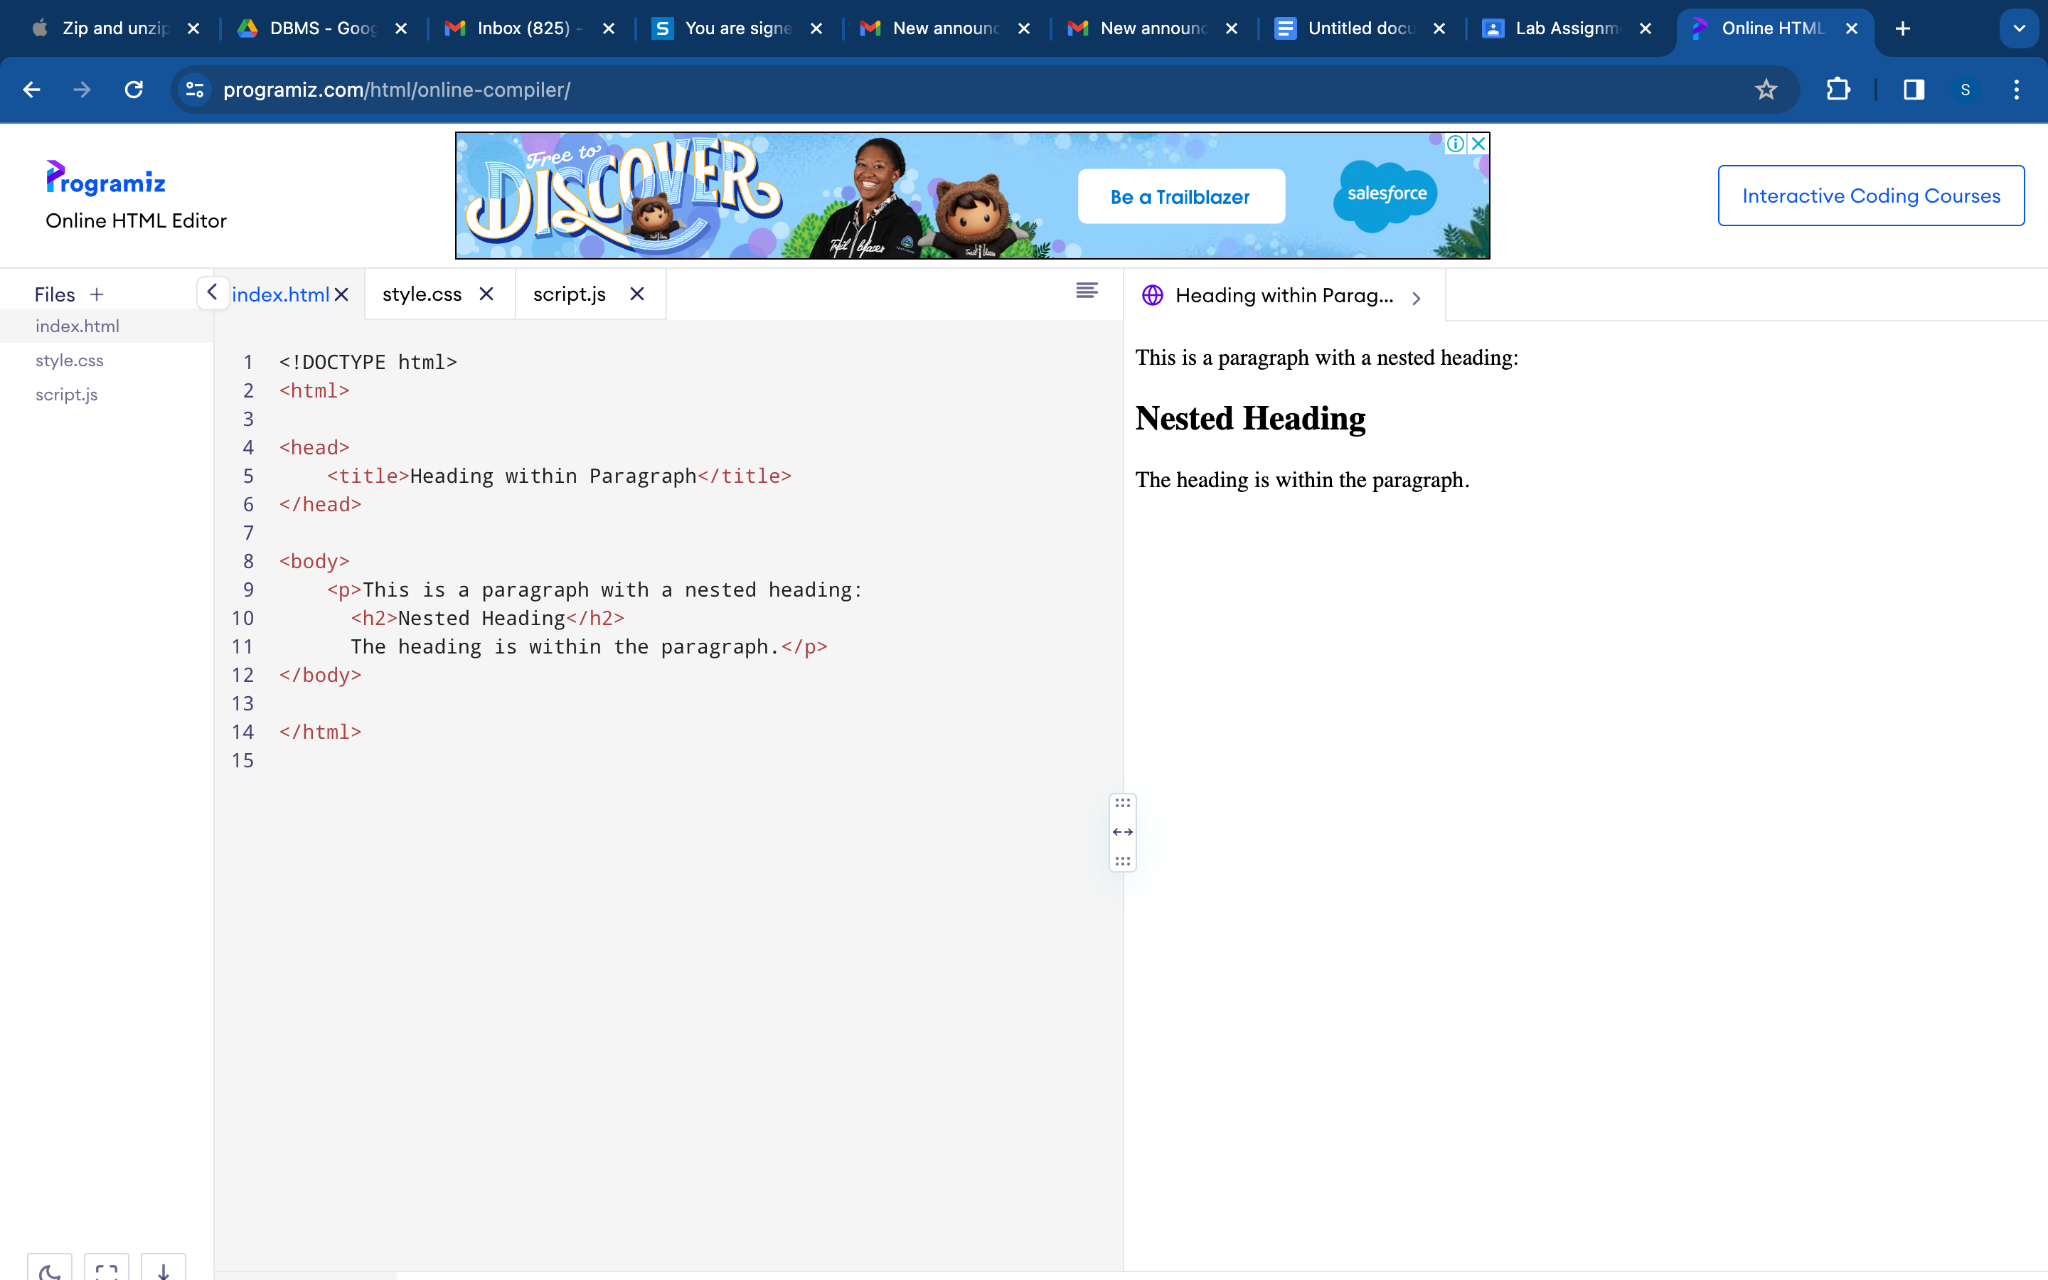 Zip and unzip
DBMS - Goog
Inbox (825) -
You are signe
New announc
New announc
Untitled docu
Lab Assignm
Online HTML
programiz.com/html/online-compiler/
S
Programiz
Online HTML Editor
Free to
DISCOVER
Be a Trailblazer
salesforce
Interactive Coding Courses
Files +
index.html
style.css
script.js
index.html
style.css
script.js
Heading within Parag...
1 <!DOCTYPE html>
2 <html>
3
4 <head>
5 <title>Heading within Paragraph</title>
6 </head>
7
8 <body>
9 <p>This is a paragraph with a nested heading:
10 <h2>Nested Heading</h2>
11 The heading is within the paragraph.</p>
12 </body>
13
14 </html>
15
This is a paragraph with a nested heading:
Nested Heading
The heading is within the paragraph.